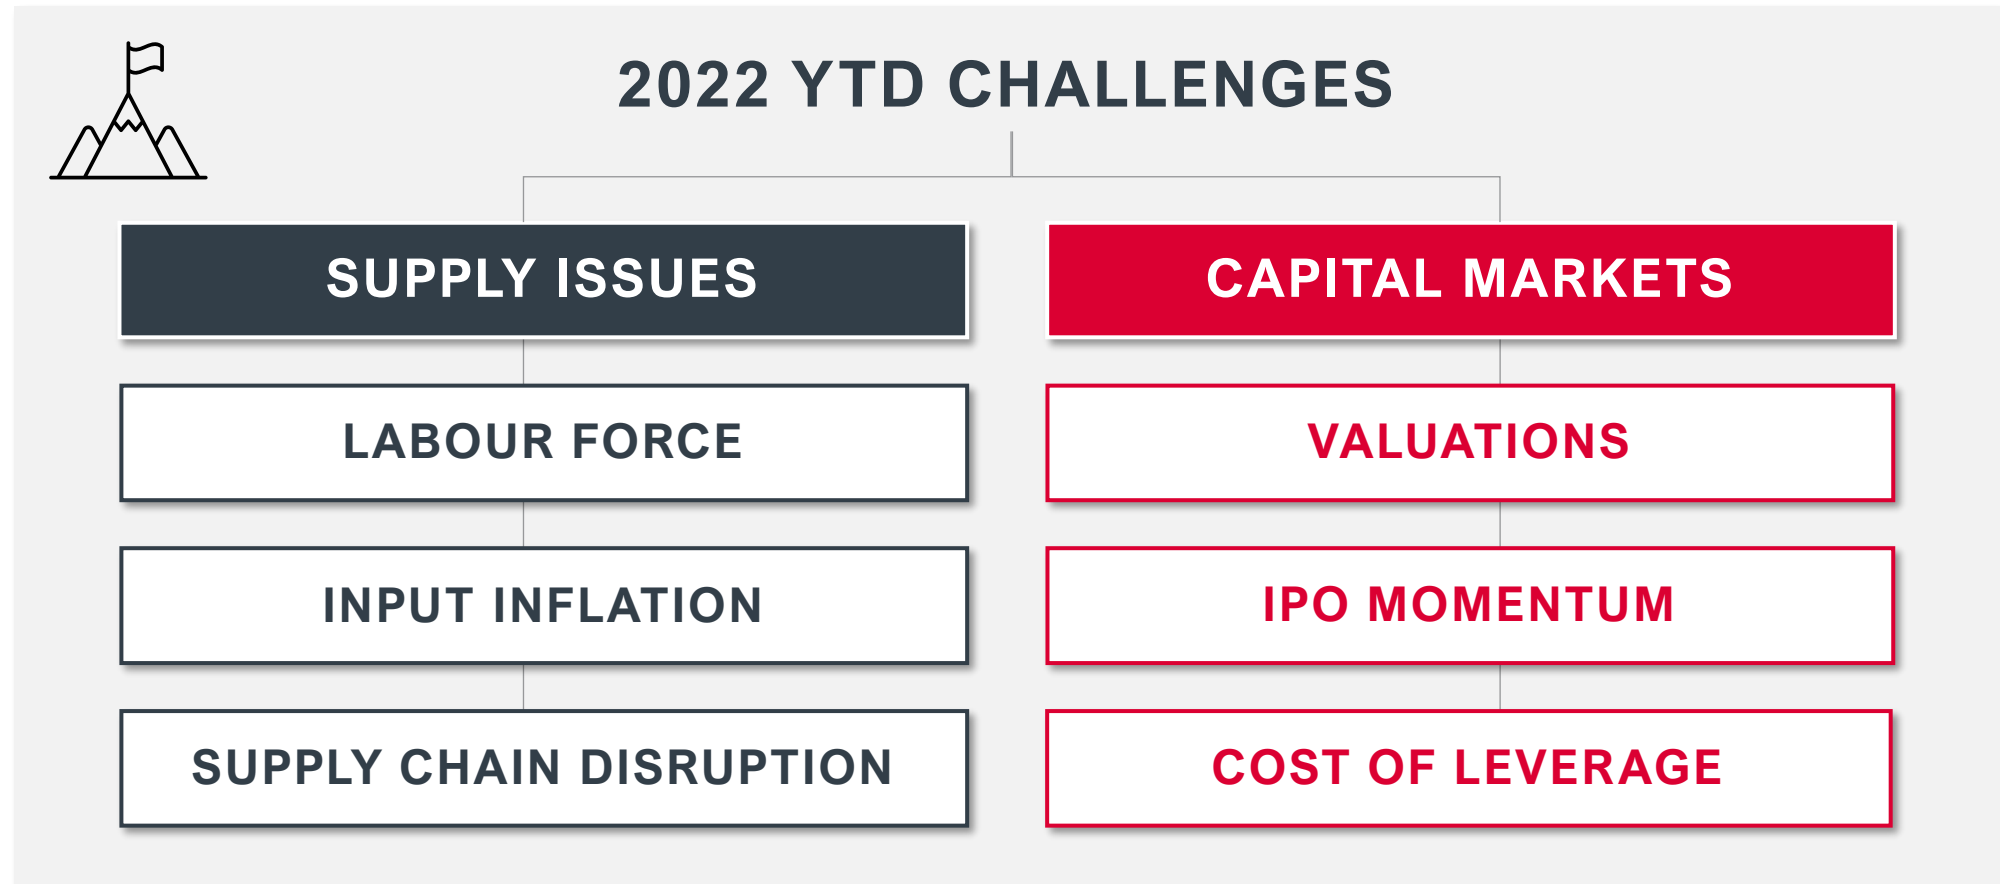 2022 YTD CHALLENGES
SUPPLY ISSUES
LABOUR FORCE
INPUT INFLATION
SUPPLY CHAIN DISRUPTION
CAPITAL MARKETS
VALUATIONS
IPO MOMENTUM
COST OF LEVERAGE